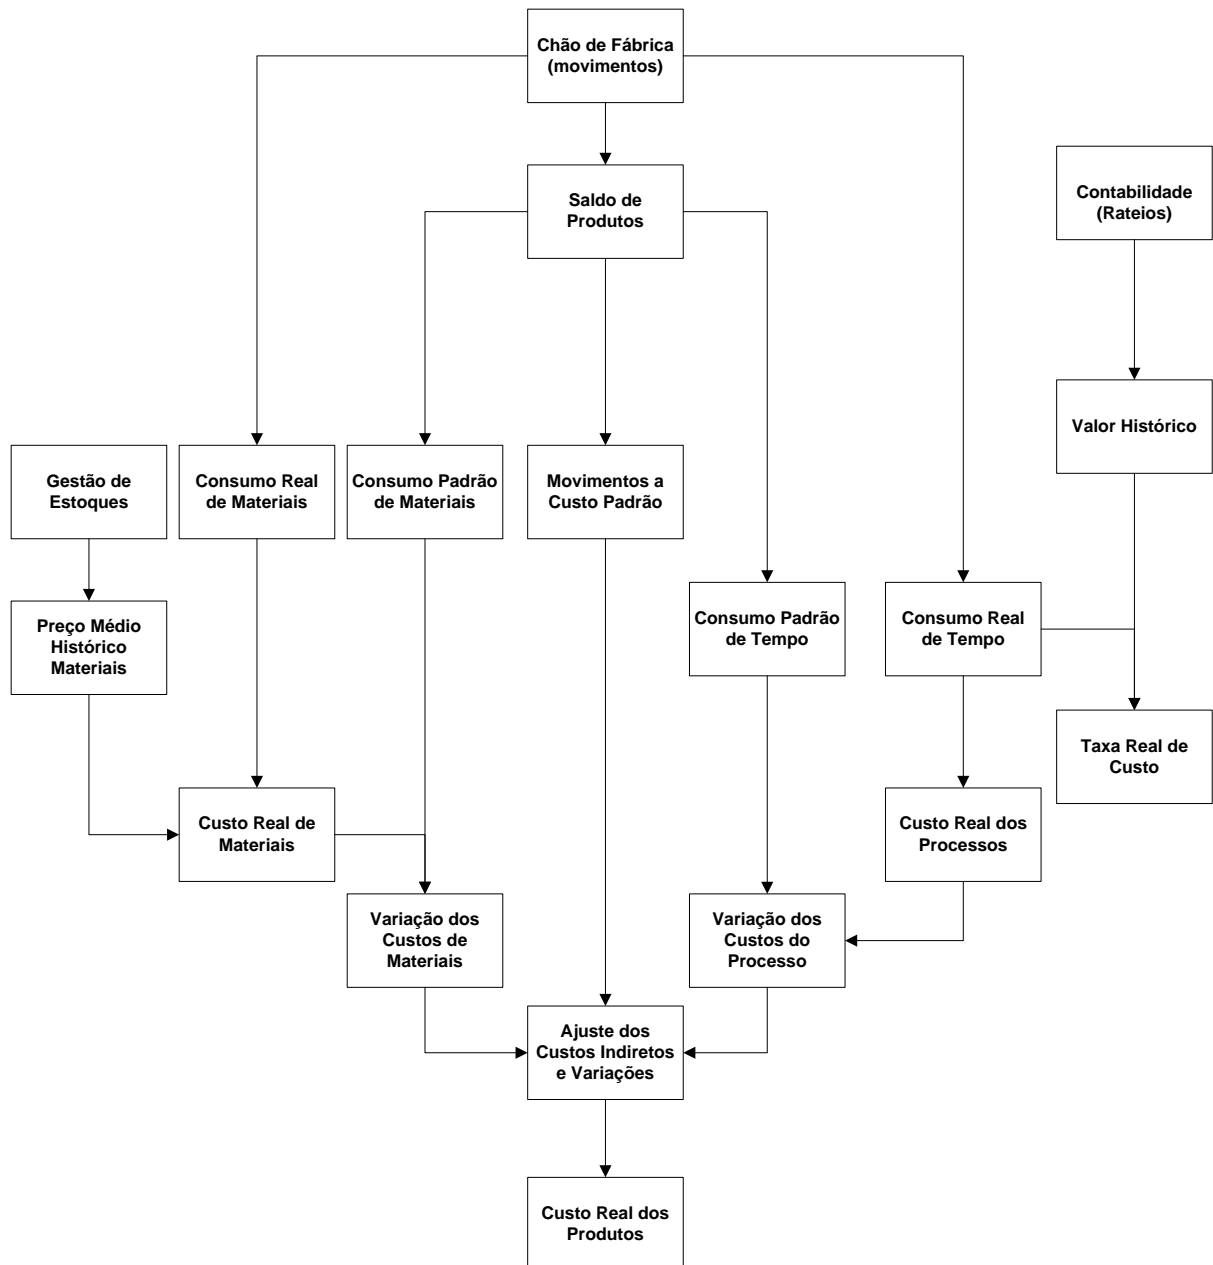 Chão de Fábrica
(movimentos)
Saldo de
Produtos
Contabilidade
(Rateios)
Valor Histórico
Gestão de
Estoques
Consumo Real
de Materiais
Consumo Padrão
de Materiais
Movimentos a
Custo Padrão
Preço Médio
Histórico
Materiais
Consumo Padrão
de Tempo
Consumo Real
de Tempo
Taxa Real de
Custo
Custo Real de
Materiais
Custo Real dos
Processos
Variação dos
Custos de
Materiais
Variação dos
Custos do
Processo
Ajuste dos
Custos Indiretos
e Variações
Custo Real dos
Produtos